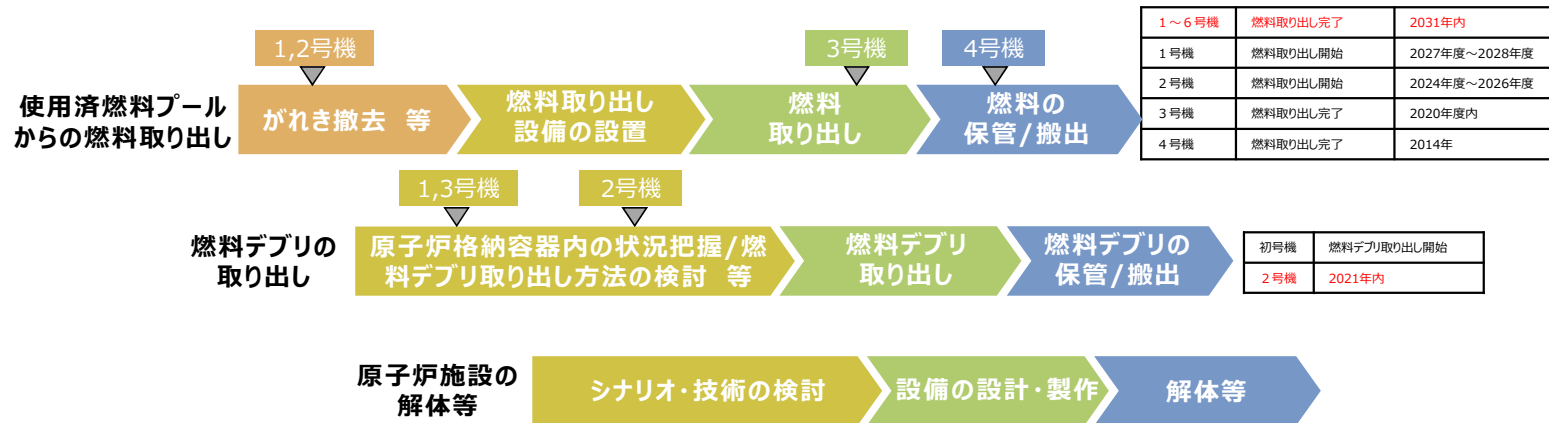 1,2号機
3号機
4号機
使用済燃料プール
からの燃料取り出し
がれき撤去 等
燃料取り出し
設備の設置
燃料
取り出し
燃料の
保管/搬出
1～6号機 燃料取り出し完了 2031年内
1号機 燃料取り出し開始 2027年度～2028年度
2号機 燃料取り出し開始 2024年度～2026年度
3号機 燃料取り出し完了 2020年度内
4号機 燃料取り出し完了 2014年
1,3号機
2号機
燃料デブリの
取り出し
原子炉格納容器内の状況把握/燃
料デブリ取り出し方法の検討 等
燃料デブリ
取り出し
燃料デブリの
保管/搬出
初号機 燃料デブリ取り出し開始
2号機 2021年内
原子炉施設の
解体等
シナリオ・技術の検討
設備の設計・製作
解体等